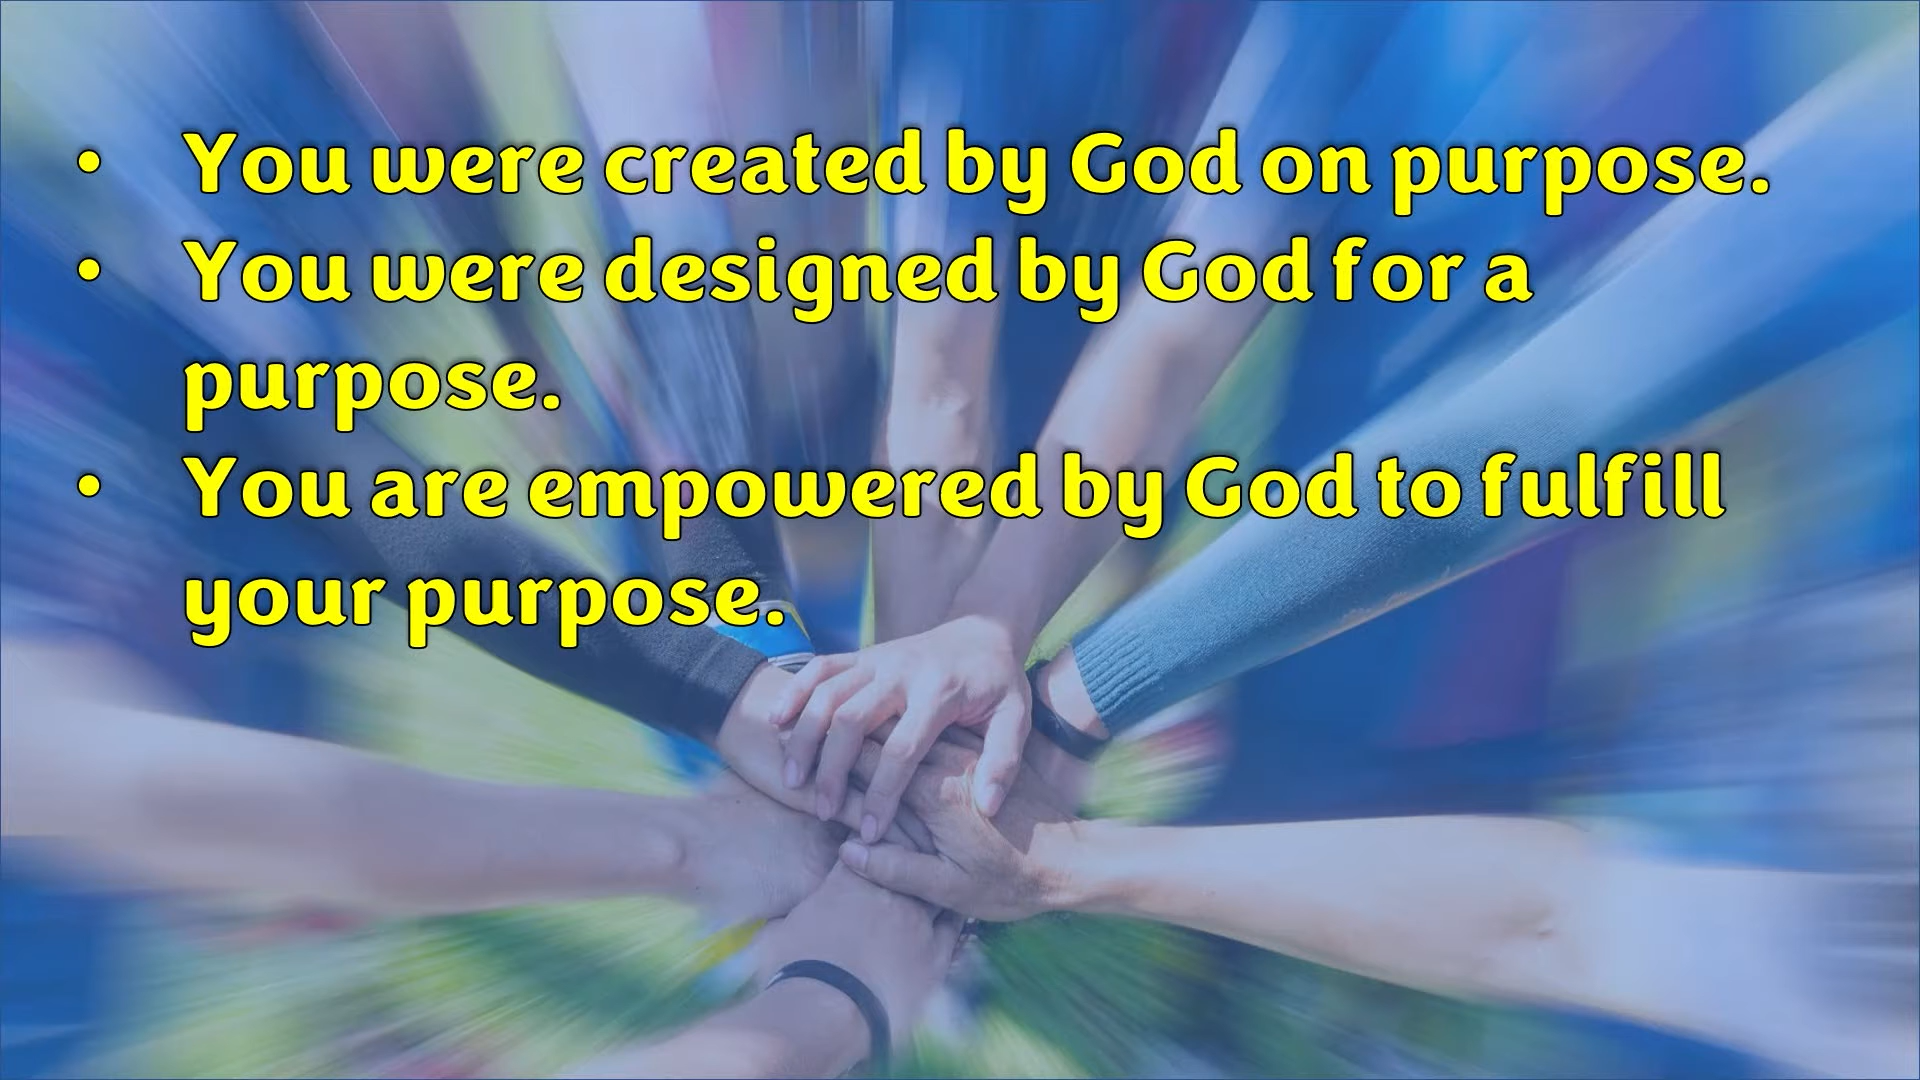 • You were created by God on purpose.
• You were designed by God for a
purpose.
• You are empowered by God to fulfill
your purpose.